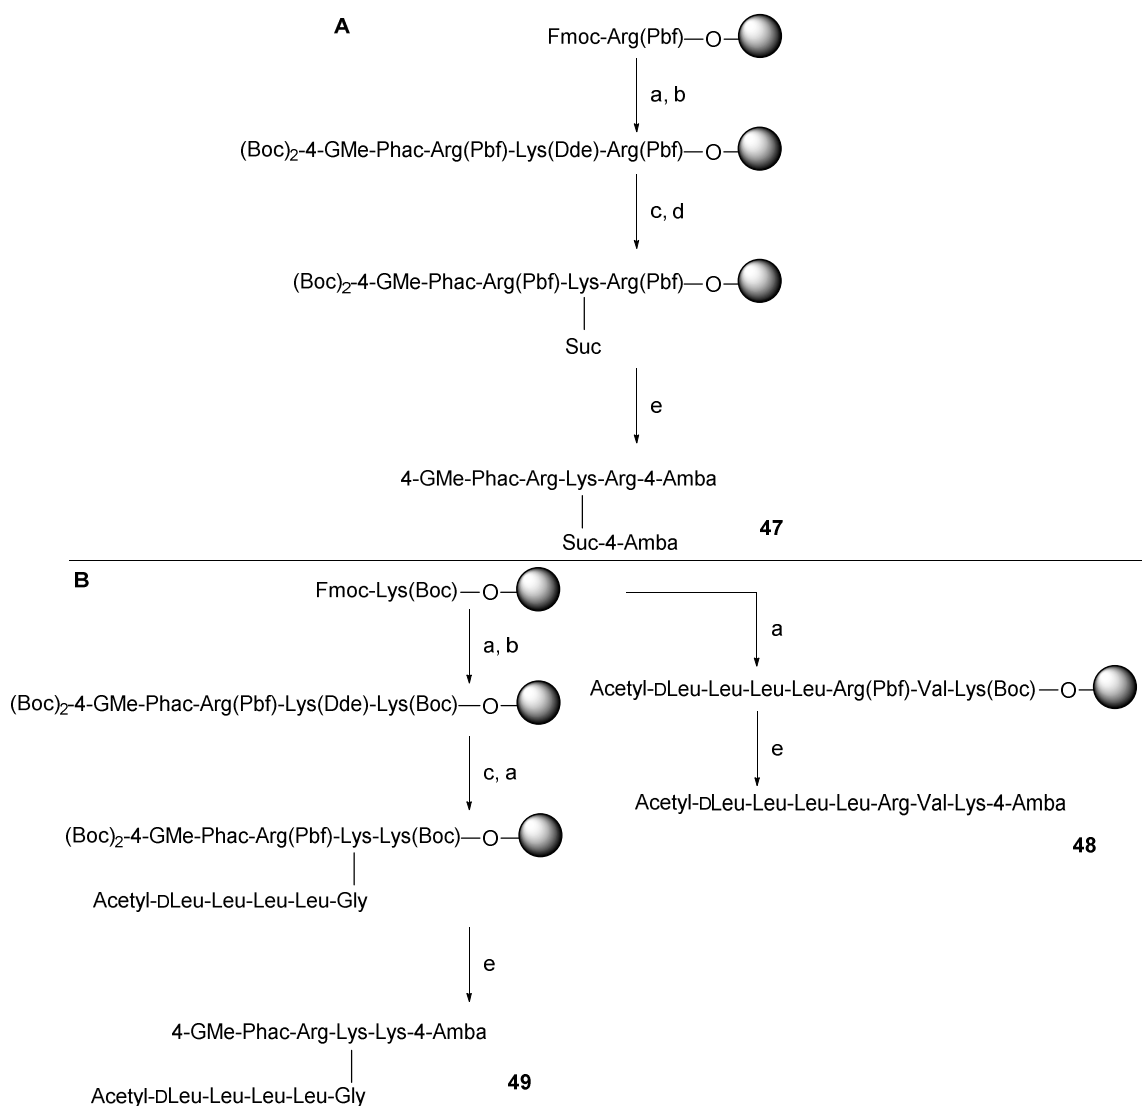 A
Fmoc-Arg(Pbf)—O—
a, b
(Boc)2-4-GMe-Phac-Arg(Pbf)-Lys(Dde)-Arg(Pbf)—O—
c, d
(Boc)2-4-GMe-Phac-Arg(Pbf)-Lys-Arg(Pbf)—O—
Suc
e
4-GMe-Phac-Arg-Lys-Arg-4-Amba
Suc-4-Amba
47
B
Fmoc-Lys(Boc)—O—
a, b
(Boc)2-4-GMe-Phac-Arg(Pbf)-Lys(Dde)-Lys(Boc)—O—
c, a
(Boc)2-4-GMe-Phac-Arg(Pbf)-Lys-Lys(Boc)—O—
Acetyl-DLeu-Leu-Leu-Leu-Gly
e
4-GMe-Phac-Arg-Lys-Lys-4-Amba
Acetyl-DLeu-Leu-Leu-Leu-Gly
49
a
Acetyl-DLeu-Leu-Leu-Leu-Arg(Pbf)-Val-Lys(Boc)—O—
e
Acetyl-DLeu-Leu-Leu-Leu-Arg-Val-Lys-4-Amba
48